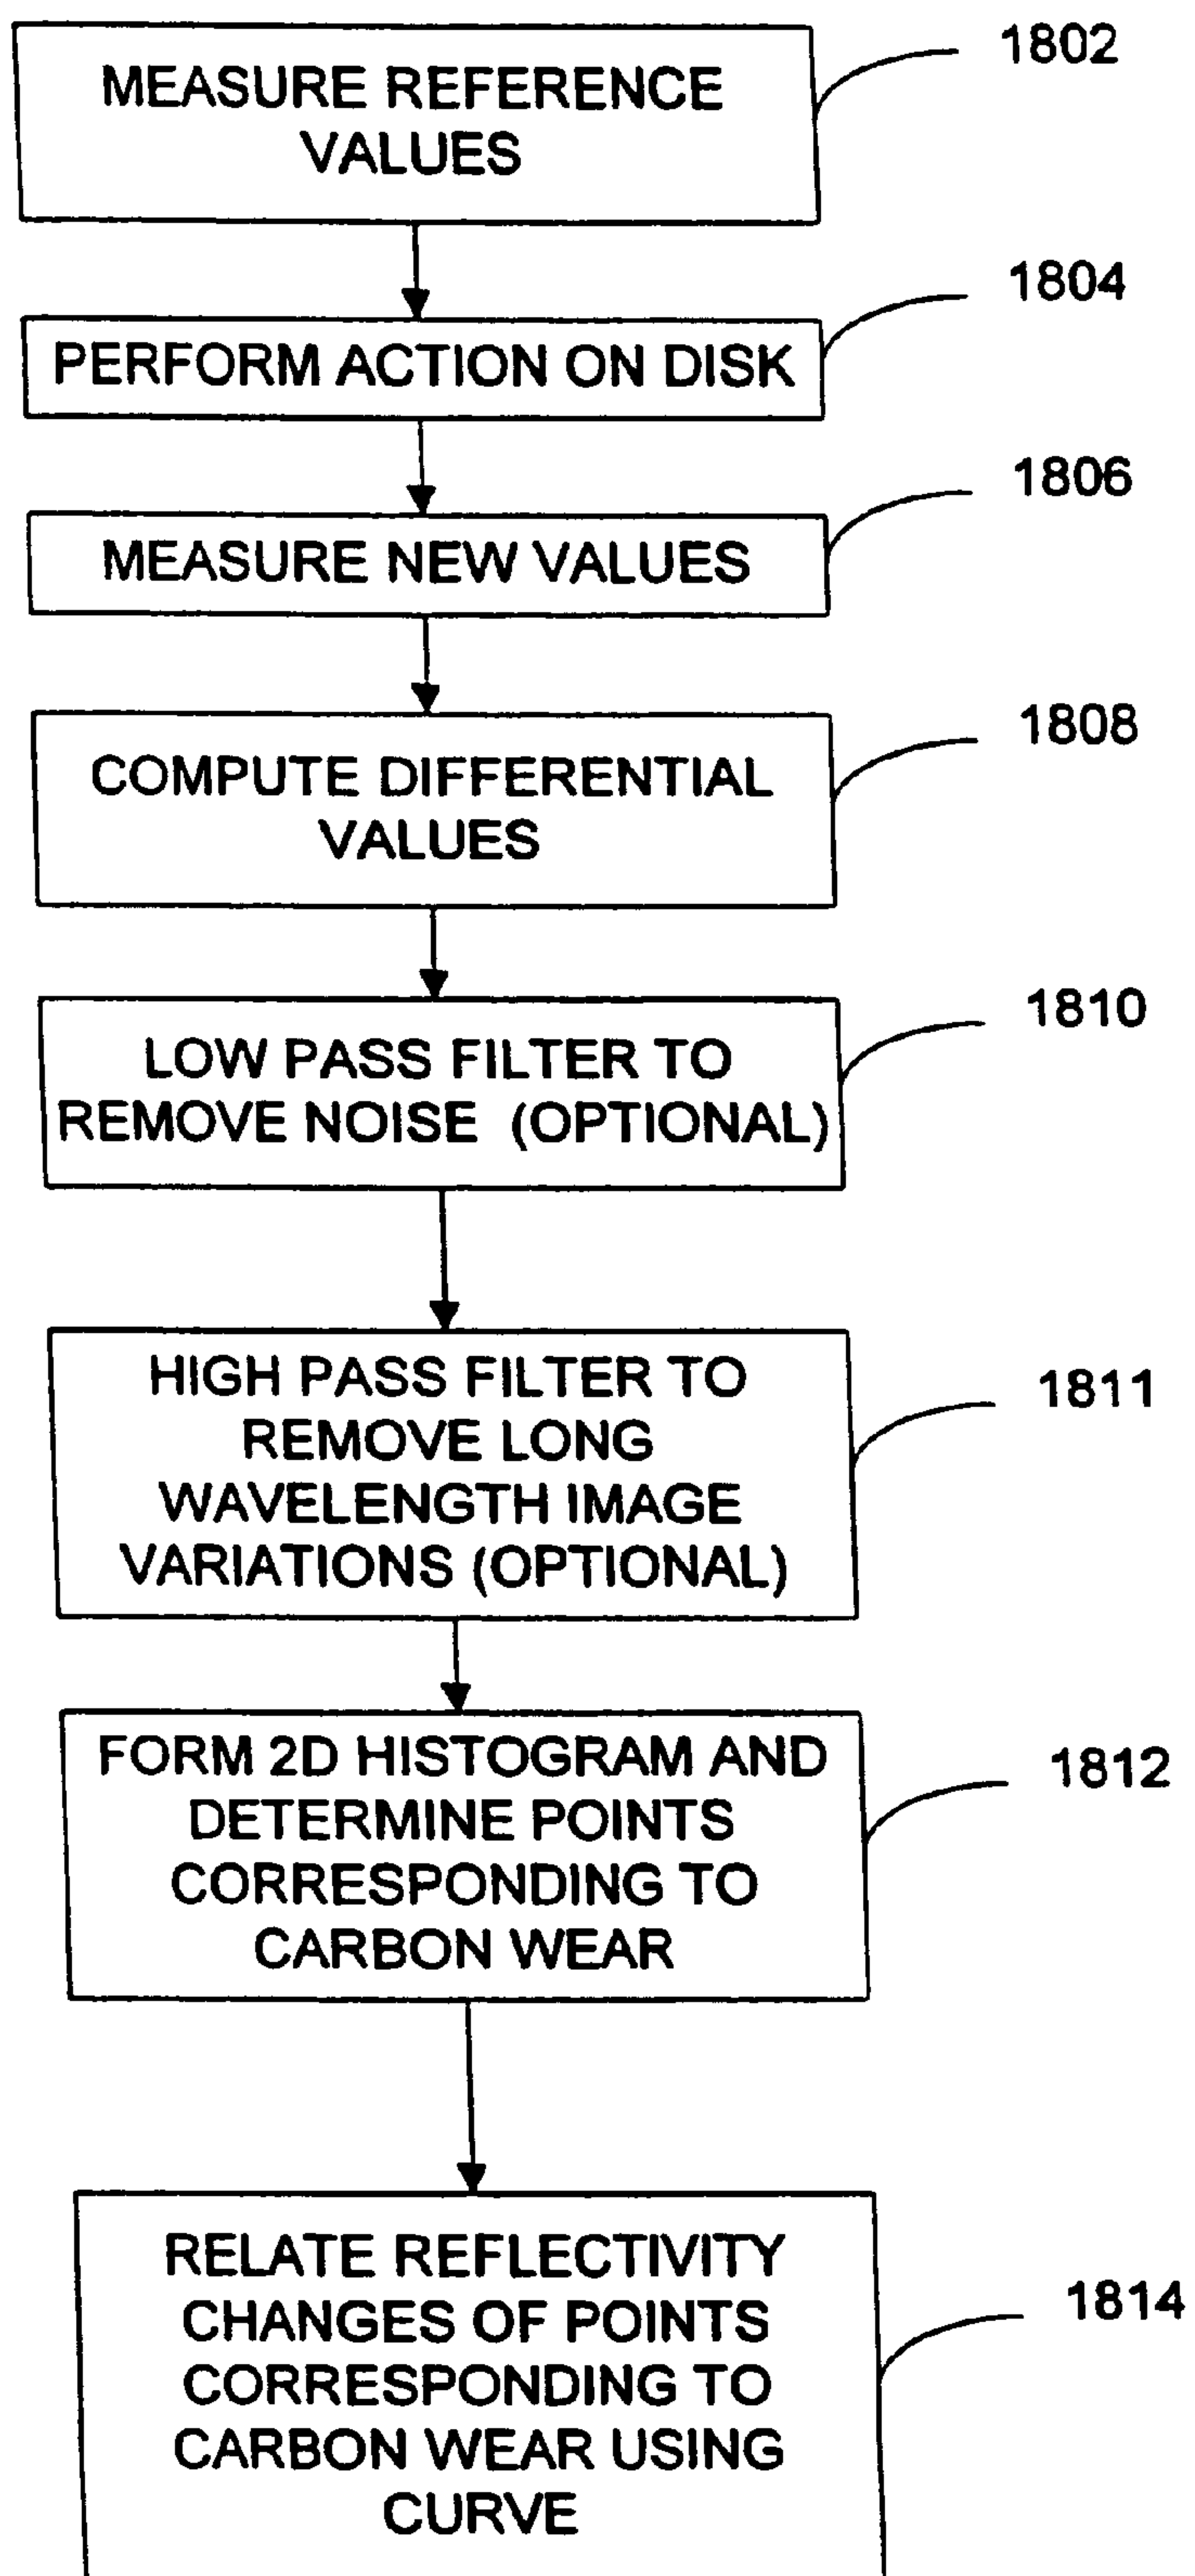 1802
MEASURE REFERENCE
VALUES
1804
PERFORM ACTION ON DISK
1806
MEASURE NEW VALUES
1808
COMPUTE DIFFERENTIAL
VALUES
1810
LOW PASS FILTER TO
REMOVE NOISE (OPTIONAL)
1811
HIGH PASS FILTER TO
REMOVE LONG
WAVELENGTH IMAGE
VARIATIONS (OPTIONAL)
1812
FORM 2D HISTOGRAM AND
DETERMINE POINTS
CORRESPONDING TO
CARBON WEAR
1814
RELATE REFLECTIVITY
CHANGES OF POINTS
CORRESPONDING TO
CARBON WEAR USING
CURVE